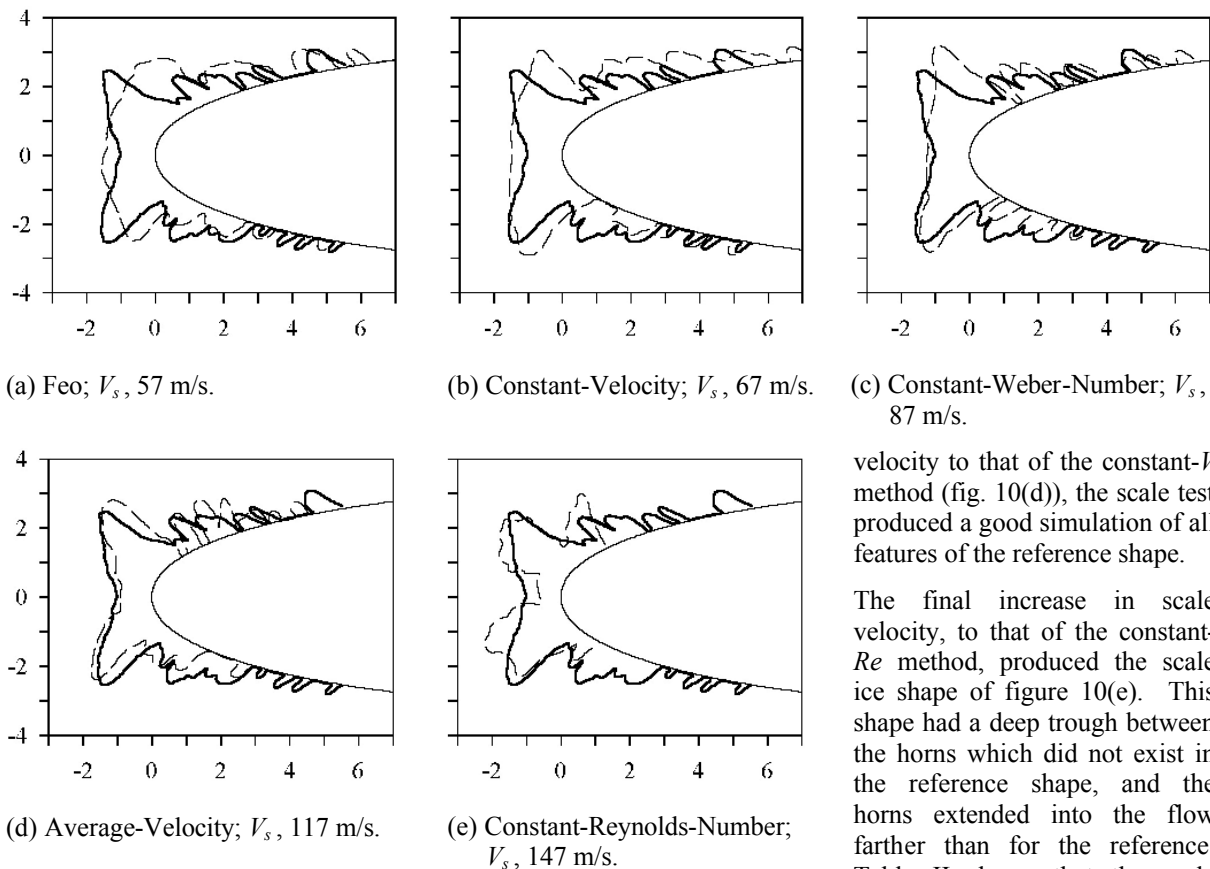 4
2
0
-2
-4
-2 0 2 4 6
-2 0 2 4 6
-2 0 2 4 6
(a) Feo; Vs , 57 m/s.
(b) Constant-Velocity; Vs , 67 m/s.
(c) Constant-Weber-Number; Vs ,
87 m/s.
4
2
0
-2
-4
-2 0 2 4 6
-2 0 2 4 6
(d) Average-Velocity; Vs , 117 m/s.
(e) Constant-Reynolds-Number;
Vs , 147 m/s.
velocity to that of the constant-V
method (fig. 10(d)), the scale test
produced a good simulation of all
features of the reference shape.
The final increase in scale
velocity, to that of the constant-
Re method, produced the scale
ice shape of figure 10(e). This
shape had a deep trough between
the horns which did not exist in
the reference shape, and the
horns extended into the flow
farther than for the reference